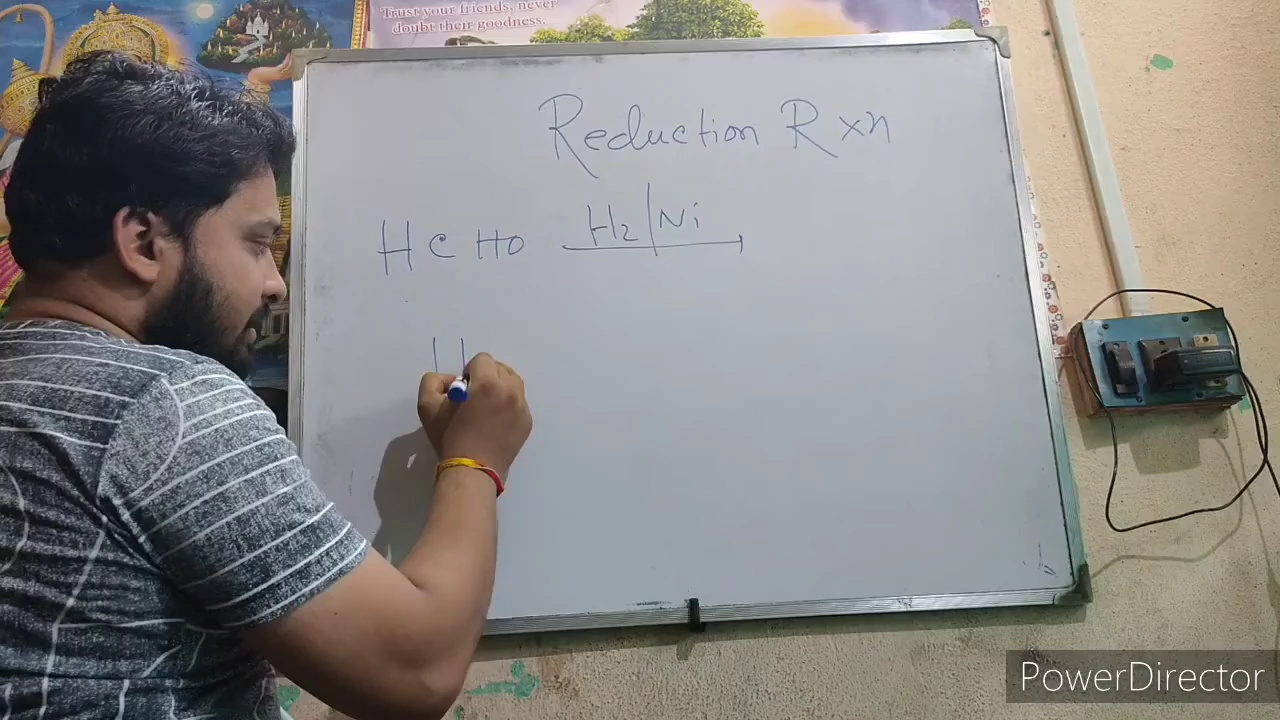 Trust your friends, never
doubt their goodness.
Reduction Rxn
HCHO H2/Ni
PowerDirector